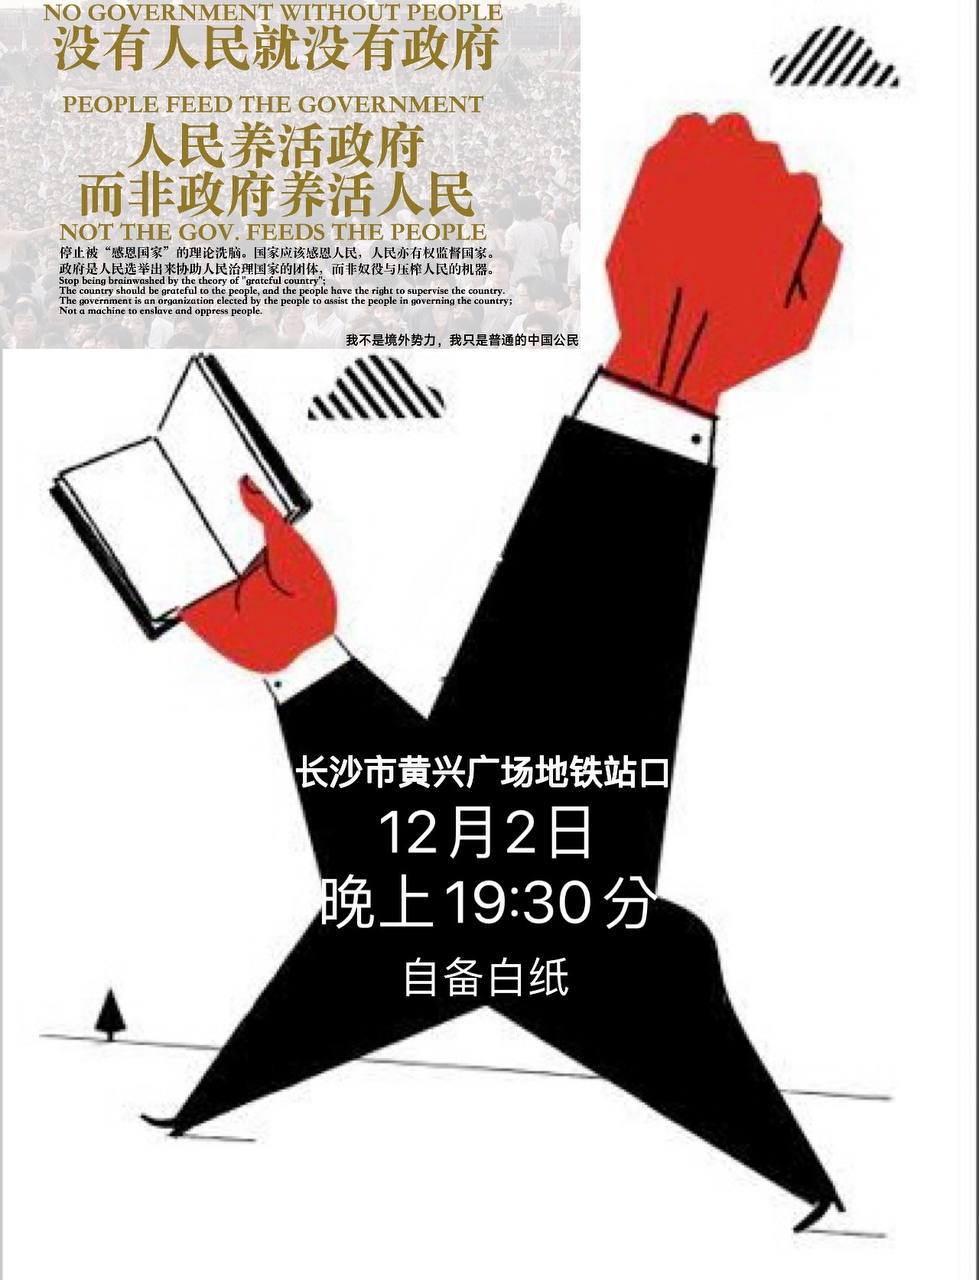 NO GOVERNMENT WITHOUT PEOPLE
没有人民就没有政府
PEOPLE FEED THE GOVERNMENT
人民养活政府
而非政府养活人民
NOT THE GOV. FEEDS THE PEOPLE
停止被“感恩国家”的理论洗脑。国家应该感恩人民，人民亦有权监督国家。
政府是人民选举出来协助人民治理国家的团体，而非奴役与压榨人民的机器。
Stop being brainwashed by the theory of "grateful country";
The country should be grateful to the people, and the people have the right to supervise the country.
The government is an organization elected by the people to assist the people in governing the country;
Not a machine to enslave and oppress people.
我不是境外势力，我只是普通的中国公民
长沙市黄兴广场地铁站口
12月2日
晚上19:30分
自备白纸